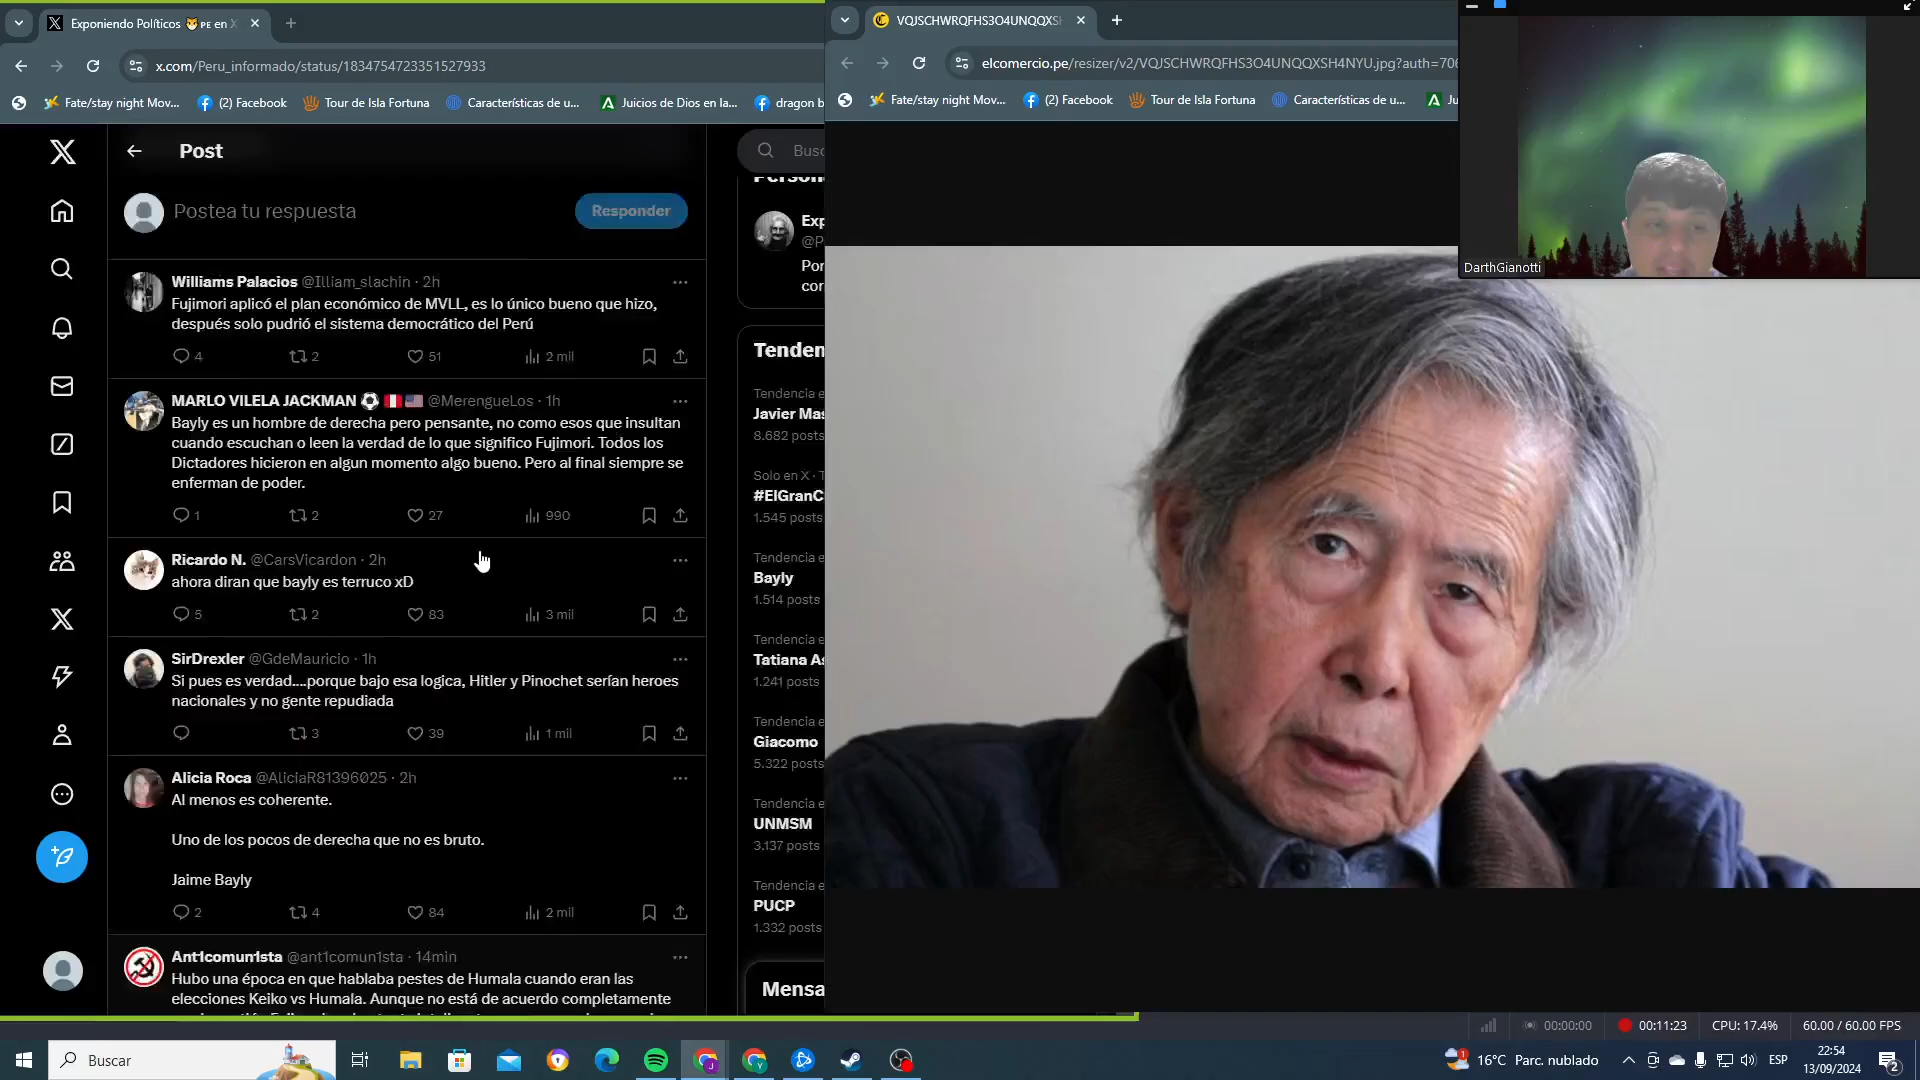 Exponiendo Políticos 🐯 PE en X
x.com/Peru_informado/status/1834754723351527933
Fate/stay night Mov...
(2) Facebook
Tour de Isla Fortuna
Características de u...
Juicios de Dios en la...
dragon b
Post
Postea tu respuesta
Responder
Williams Palacios @Illiam_slachin · 2h
Fujimori aplicó el plan económico de MVLL, es lo único bueno que hizo,
después solo pudrió el sistema democrático del Perú
4 2 51 2 mil
MARLO VILELA JACKMAN ⚽ 🇵🇪 🇺🇸 @MerengueLos · 1h
Bayly es un hombre de derecha pero pensante, no como esos que insultan
cuando escuchan o leen la verdad de lo que significo Fujimori. Todos los
Dictadores hicieron en algun momento algo bueno. Pero al final siempre se
enferman de poder.
1 2 27 990
Ricardo N. @CarsVicardon · 2h
ahora diran que bayly es terruco xD
5 2 83 3 mil
SirDrexler @GdeMauricio · 1h
Si pues es verdad....porque bajo esa logica, Hitler y Pinochet serían heroes
nacionales y no gente repudiada
3 39 1 mil
Alicia Roca @AliciaR81396025 · 2h
Al menos es coherente.
Uno de los pocos de derecha que no es bruto.
Jaime Bayly
2 4 84 2 mil
Ant1comun1sta @ant1comun1sta · 14min
Hubo una época en que hablaba pestes de Humala cuando eran las
elecciones Keiko vs Humala. Aunque no está de acuerdo completamente
Busc
Person
Exp
@P
Por
cor
Tenden
Tendencia e
Javier Mas
8.682 posts
Solo en X · T
#ElGranC
1.545 posts
Tendencia e
Bayly
1.514 posts
Tendencia e
Tatiana As
1.241 posts
Tendencia e
Giacomo
5.322 posts
Tendencia e
UNMSM
3.137 posts
Tendencia e
PUCP
1.332 posts
Mensa
VQJSCHWRQFHS3O4UNQQXS
elcomercio.pe/resizer/v2/VQJSCHWRQFHS3O4UNQQXSH4NYU.jpg?auth=706
Fate/stay night Mov...
(2) Facebook
Tour de Isla Fortuna
Características de u...
Ju
DarthGianotti
00:00:00
00:11:23
CPU: 17.4%
60.00 / 60.00 FPS
Buscar
16°C Parc. nublado
ESP
22:54
13/09/2024
2